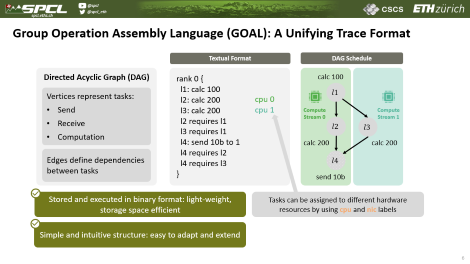 SPCL
spcl.ethz.ch
@spcl
@spcl_eth
CSCS
ETH zürich
Group Operation Assembly Language (GOAL): A Unifying Trace Format
Textual Format
DAG Schedule
Directed Acyclic Graph (DAG)
Vertices represent tasks:
• Send
• Receive
• Computation
Edges define dependencies
between tasks
rank 0 {
l1: calc 100
l2: calc 200
l3: calc 200
l2 requires l1
l3 requires l1
l4: send 10b to 1
l4 requires l2
l4 requires l3
}
cpu 0
cpu 1
calc 100
l1
Compute
Stream 0
Compute
Stream 1
l2
l3
calc 200
calc 200
l4
send 10b
Stored and executed in binary format: light-weight,
storage space efficient
Simple and intuitive structure: easy to adapt and extend
Tasks can be assigned to different hardware
resources by using cpu and nic labels